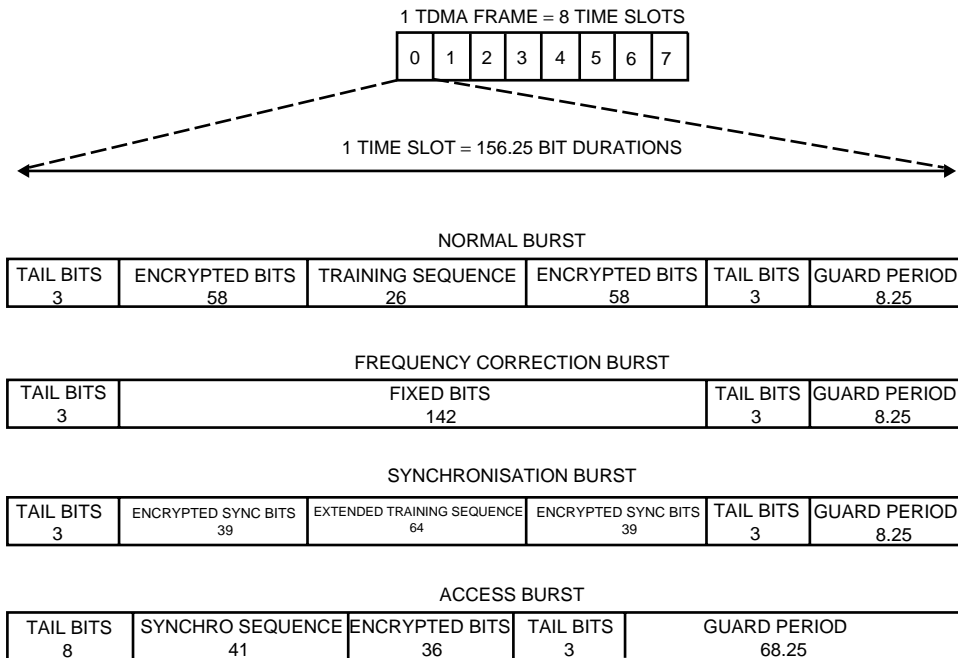 1 TDMA FRAME = 8 TIME SLOTS
0 1 2 3 4 5 6 7
1 TIME SLOT = 156.25 BIT DURATIONS
NORMAL BURST
TAIL BITS ENCRYPTED BITS TRAINING SEQUENCE ENCRYPTED BITS TAIL BITS GUARD PERIOD
3 58 26 58 3 8.25
FREQUENCY CORRECTION BURST
TAIL BITS FIXED BITS TAIL BITS GUARD PERIOD
3 142 3 8.25
SYNCHRONISATION BURST
TAIL BITS ENCRYPTED SYNC BITS EXTENDED TRAINING SEQUENCE ENCRYPTED SYNC BITS TAIL BITS GUARD PERIOD
3 39 64 39 3 8.25
ACCESS BURST
TAIL BITS SYNCHRO SEQUENCE ENCRYPTED BITS TAIL BITS GUARD PERIOD
8 41 36 3 68.25